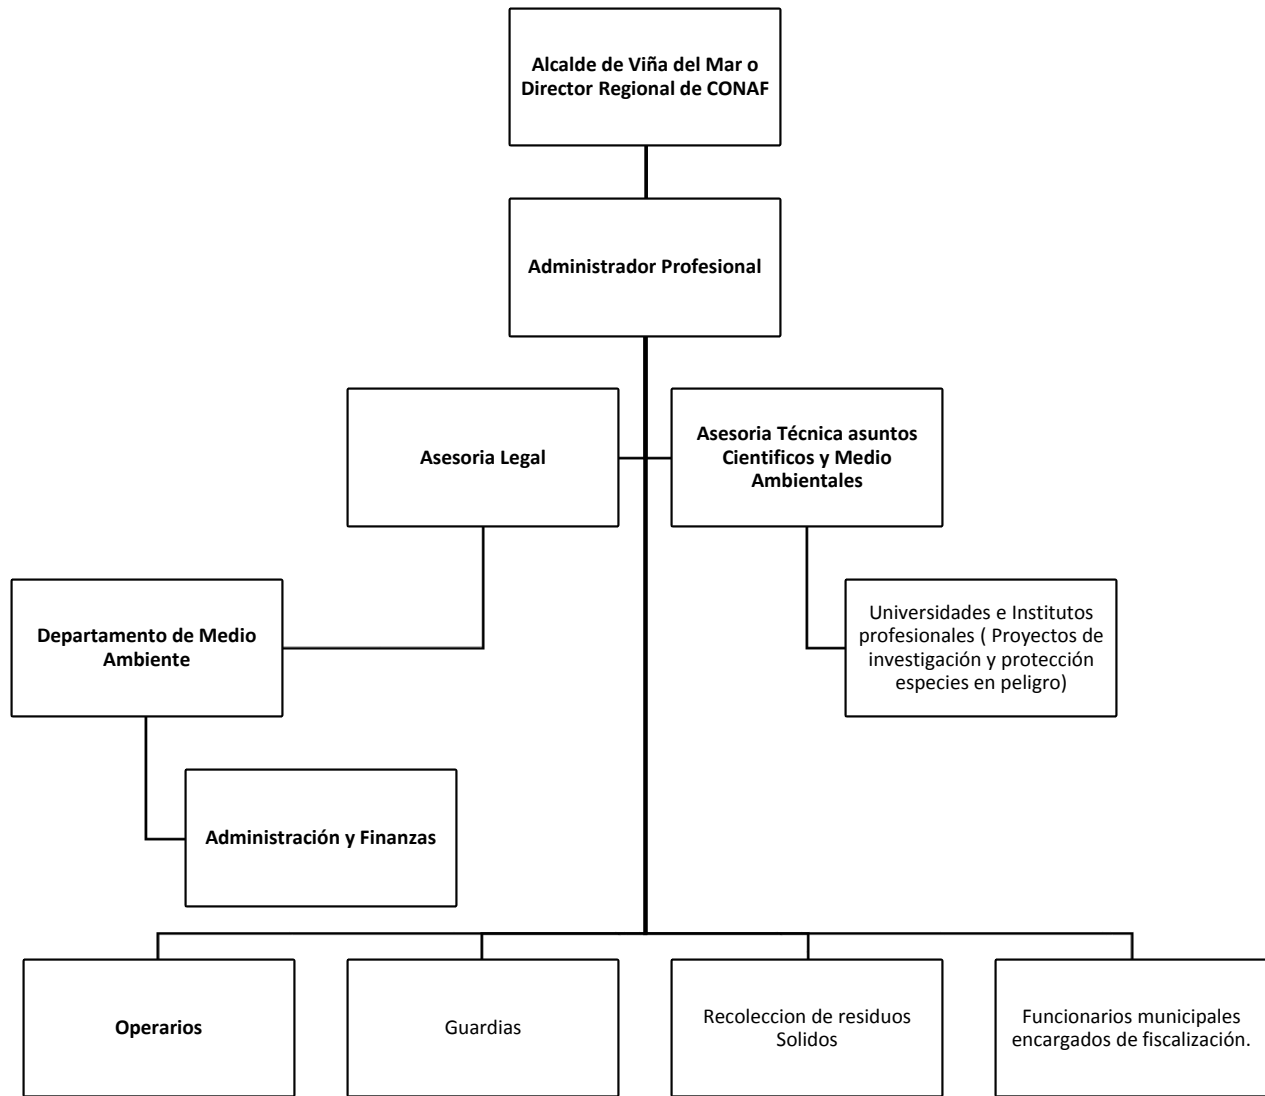 Alcalde de Viña del Mar o
Director Regional de CONAF
Administrador Profesional
Asesoria Legal
Asesoria Técnica asuntos
Cientificos y Medio
Ambientales
Departamento de Medio
Ambiente
Universidades e Institutos
profesionales ( Proyectos de
investigación y protección
especies en peligro)
Administración y Finanzas
Operarios
Guardias
Recoleccion de residuos
Solidos
Funcionarios municipales
encargados de fiscalización.